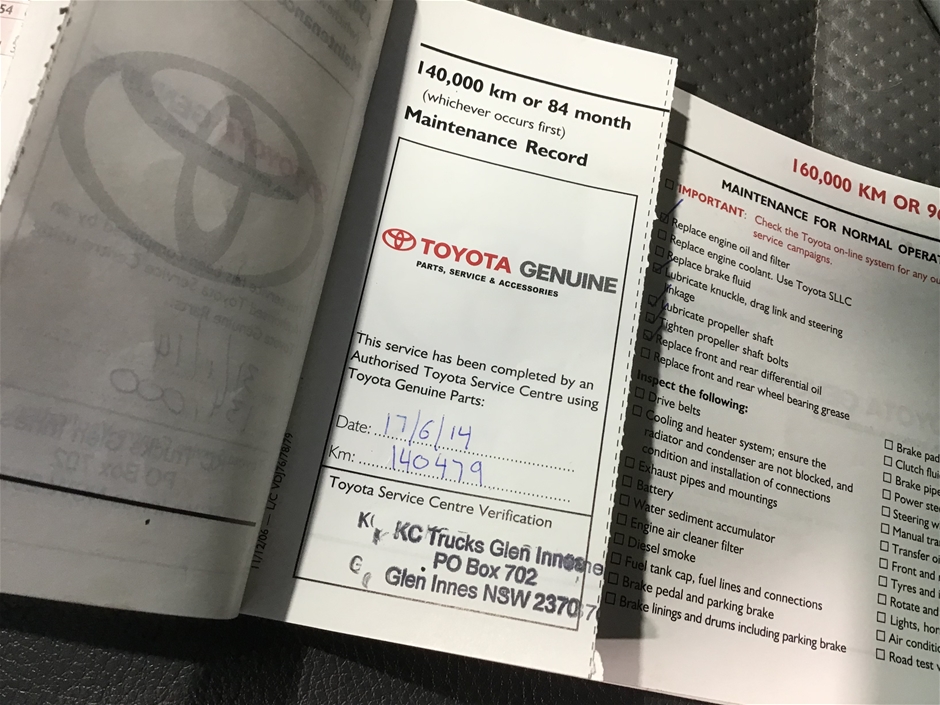 54
140,000 km or 84 month
(whichever occurs first)
Maintenance Record
TOYOTA GENUINE
PARTS, SERVICE & ACCESSORIES
This service has been completed by an
Authorised Toyota Service Centre using
Toyota Genuine Parts:
Date: 17/6/14
Km: 140479
Toyota Service Centre Verification
KC Trucks Glen Innes
PO Box 702
Glen Innes NSW 2370
160,000 KM OR
MAINTENANCE FOR NORMAL
IMPORTANT: Check the Toyota on-line system for any
service campaigns.
Replace engine oil and filter
Replace engine coolant. Use Toyota SLLC
Replace brake fluid
Lubricate knuckle, drag link and steering
linkage
Lubricate propeller shaft
Tighten propeller shaft bolts
Replace front and rear differential oil
Replace front and rear wheel bearing grease
Inspect the following:
Drive belts
Cooling and heater system; ensure the
radiator and condenser are not blocked, and
condition and installation of connections
Exhaust pipes and mountings
Battery
Water sediment accumulator
Engine air cleaner filter
Diesel smoke
Fuel tank cap, fuel lines and connections
Brake pedal and parking brake
Brake linings and drums including parking brake
Brake
Clutch
Brake
Power
Steering
Manual
Transfer
Front and
Tyres and
Rotate and
Lights,
Air
Road test